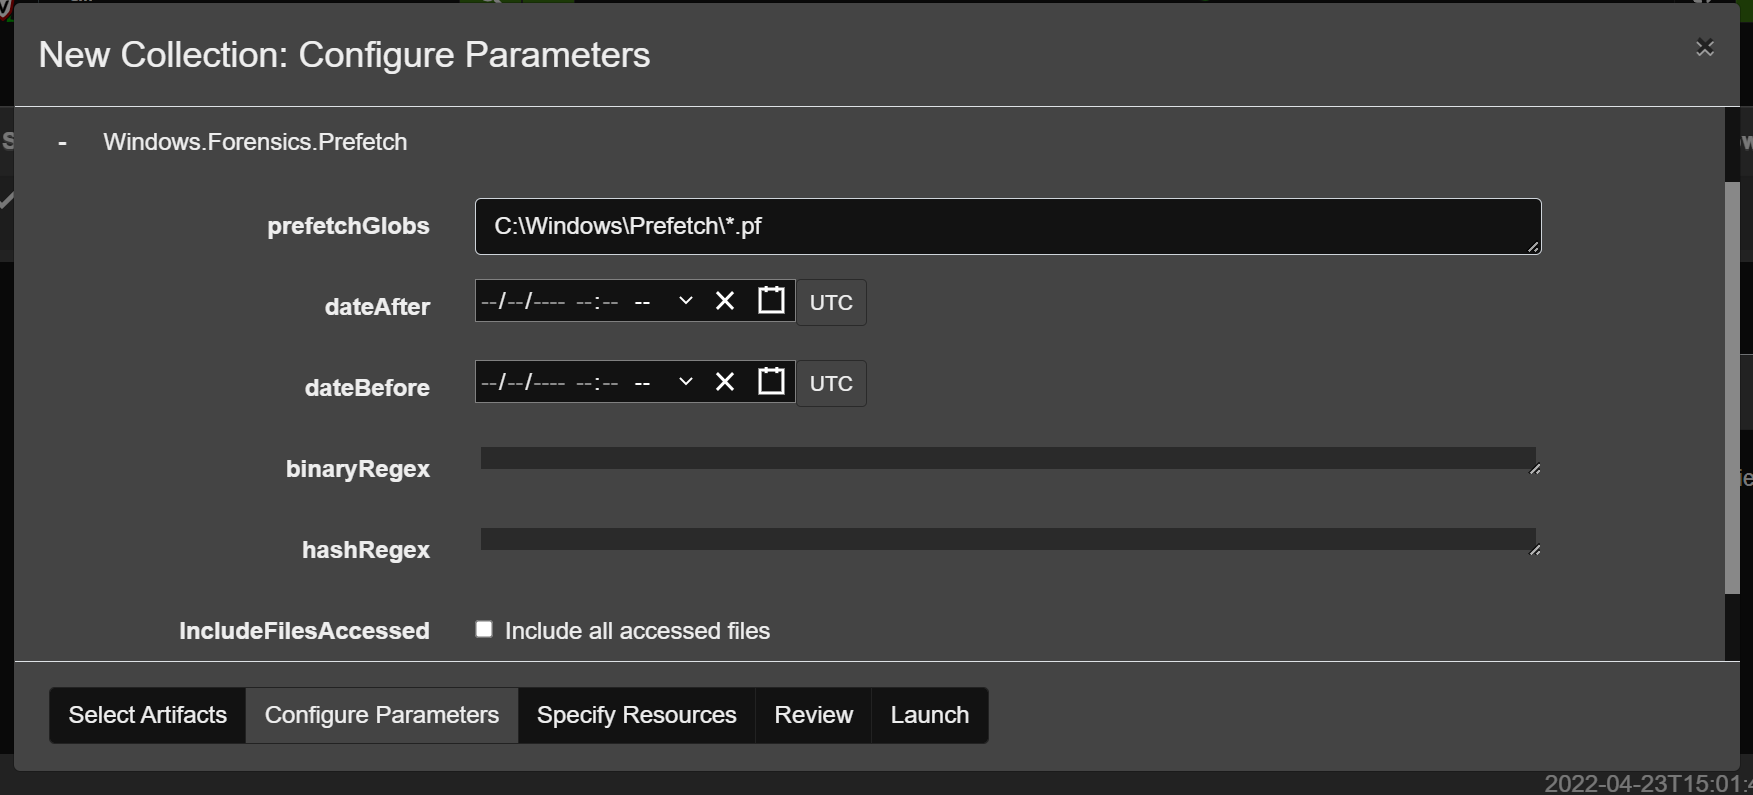 New Collection: Configure Parameters
- Windows.Forensics.Prefetch
prefetchGlobs C:\Windows\Prefetch\*.pf
dateAfter --/--/---- --:-- -- UTC
dateBefore --/--/---- --:-- -- UTC
binaryRegex
hashRegex
IncludeFilesAccessed Include all accessed files
Select Artifacts Configure Parameters Specify Resources Review Launch
2022-04-23T15:01: